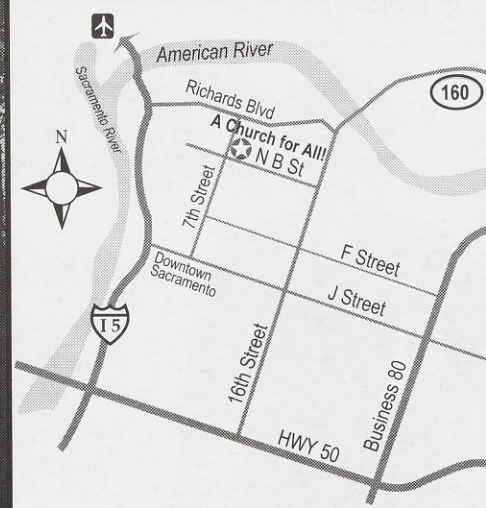 American River
Sacramento River
160
Richards Blvd
A Church for All!
N B St
N
7th Street
F Street
Downtown
Sacramento
J Street
I 5
16th Street
Business 80
HWY 50